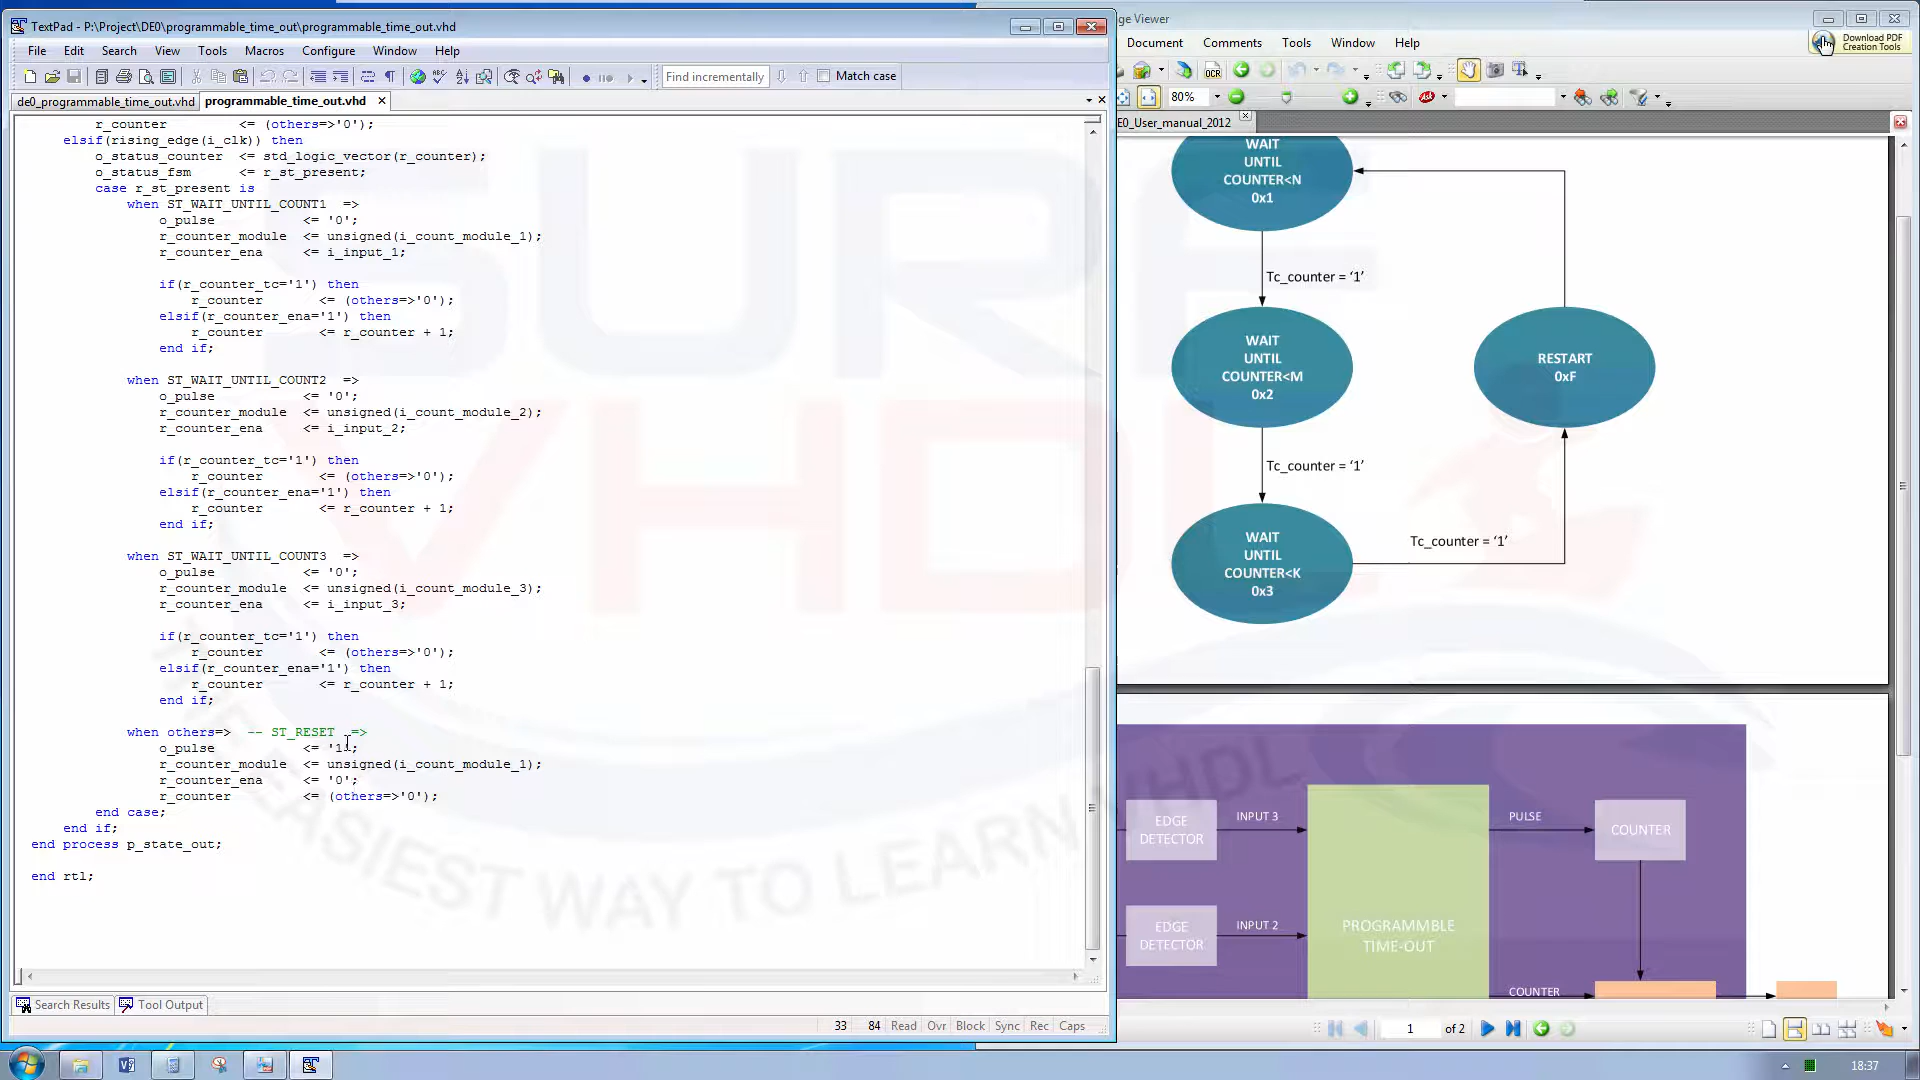 TextPad - P:\Project\DE0\programmable_time_out\programmable_time_out.vhd
File Edit Search View Tools Macros Configure Window Help
Find incrementally Match case
de0_programmable_time_out.vhd programmable_time_out.vhd
r_counter <= (others=>'0');
elsif(rising_edge(i_clk)) then
o_status_counter <= std_logic_vector(r_counter);
o_status_fsm <= r_st_present;
case r_st_present is
when ST_WAIT_UNTIL_COUNT1 =>
o_pulse <= '0';
r_counter_module <= unsigned(i_count_module_1);
r_counter_ena <= i_input_1;
if(r_counter_tc='1') then
r_counter <= (others=>'0');
elsif(r_counter_ena='1') then
r_counter <= r_counter + 1;
end if;
when ST_WAIT_UNTIL_COUNT2 =>
o_pulse <= '0';
r_counter_module <= unsigned(i_count_module_2);
r_counter_ena <= i_input_2;
if(r_counter_tc='1') then
r_counter <= (others=>'0');
elsif(r_counter_ena='1') then
r_counter <= r_counter + 1;
end if;
when ST_WAIT_UNTIL_COUNT3 =>
o_pulse <= '0';
r_counter_module <= unsigned(i_count_module_3);
r_counter_ena <= i_input_3;
if(r_counter_tc='1') then
r_counter <= (others=>'0');
elsif(r_counter_ena='1') then
r_counter <= r_counter + 1;
end if;
when others=> -- ST_RESET =>
o_pulse <= '1';
r_counter_module <= unsigned(i_count_module_1);
r_counter_ena <= '0';
r_counter <= (others=>'0');
end case;
end if;
end process p_state_out;
end rtl;
Search Results Tool Output
33 84 Read Ovr Block Sync Rec Caps
ge Viewer
Document Comments Tools Window Help
Download PDF
Creation Tools
OCR
80%
E0_User_manual_2012
WAIT
UNTIL
COUNTER<N
0x1
Tc_counter = ‘1’
WAIT
UNTIL
COUNTER<M
0x2
RESTART
0xF
Tc_counter = ‘1’
WAIT
UNTIL
COUNTER<K
0x3
Tc_counter = ‘1’
EDGE
DETECTOR
INPUT 3
PULSE
COUNTER
EDGE
DETECTOR
INPUT 2
PROGRAMMBLE
TIME-OUT
COUNTER
1 of 2
18:37
SURF
VHDL
THE EASIEST WAY TO LEARN VHDL